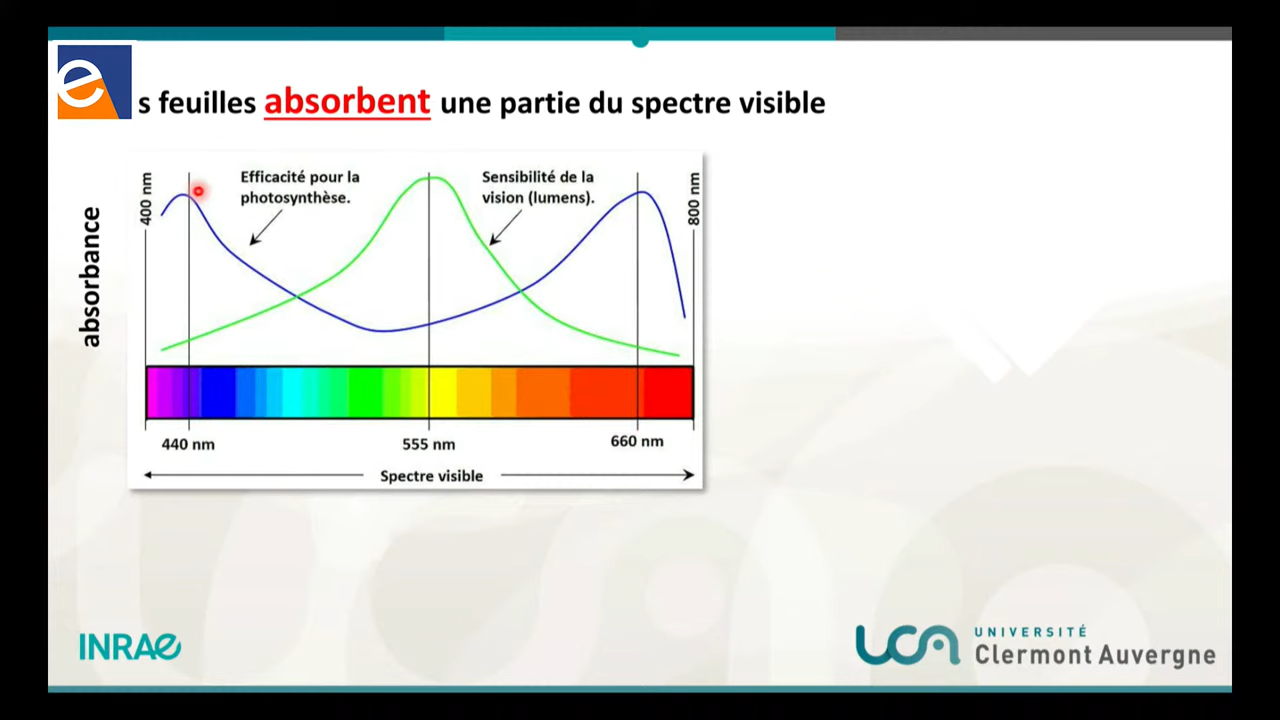 e
s feuilles absorbent une partie du spectre visible
absorbance
400 nm
Efficacité pour la
photosynthèse.
Sensibilité de la
vision (lumens).
800 nm
440 nm
555 nm
660 nm
Spectre visible
INRAE
UCA
UNIVERSITÉ
Clermont Auvergne